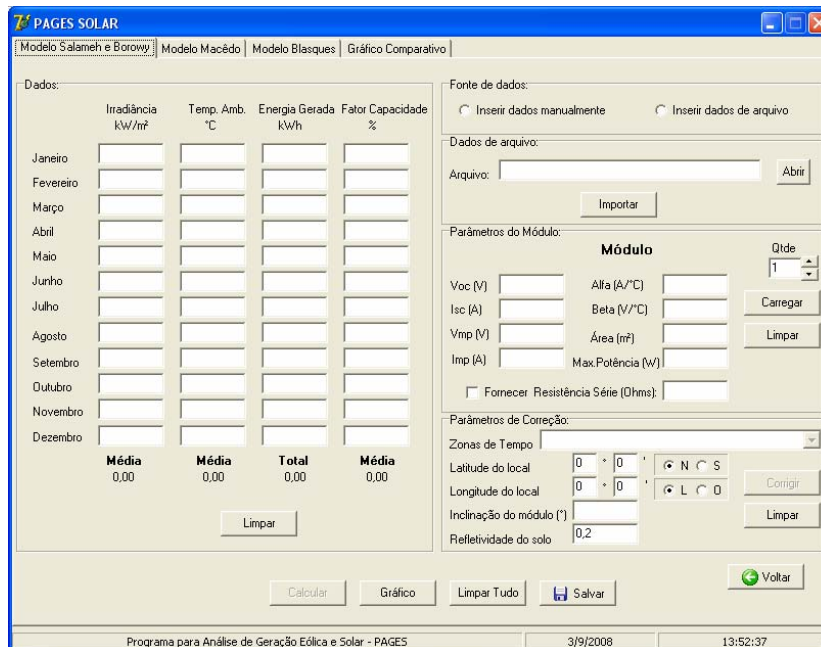 PAGES SOLAR
Modelo Salameh e Borowy Modelo Macêdo Modelo Blasques Gráfico Comparativo
Dados:
Irradiância Temp. Amb. Energia Gerada Fator Capacidade
kW/m² °C kWh %
Janeiro
Fevereiro
Março
Abril
Maio
Junho
Julho
Agosto
Setembro
Outubro
Novembro
Dezembro
Média Média Total Média
0,00 0,00 0,00 0,00
Limpar
Fonte de dados:
Inserir dados manualmente Inserir dados de arquivo
Dados de arquivo:
Arquivo: Abrir
Importar
Parâmetros do Módulo:
Módulo Qtde
1
Voc (V) Alfa (A/°C)
Isc (A) Beta (V/°C) Carregar
Vmp (V) Área (m²) Limpar
Imp (A) Max.Potência (W)
Fornecer Resistência Série (Ohms):
Parâmetros de Correção:
Zonas de Tempo
Latitude do local 0 ° 0 ' N S
Longitude do local 0 ° 0 ' L O Corrigir
Inclinação do módulo (°) Limpar
Refletividade do solo 0,2
Voltar
Calcular Gráfico Limpar Tudo Salvar
Programa para Análise de Geração Eólica e Solar - PAGES 3/9/2008 13:52:37